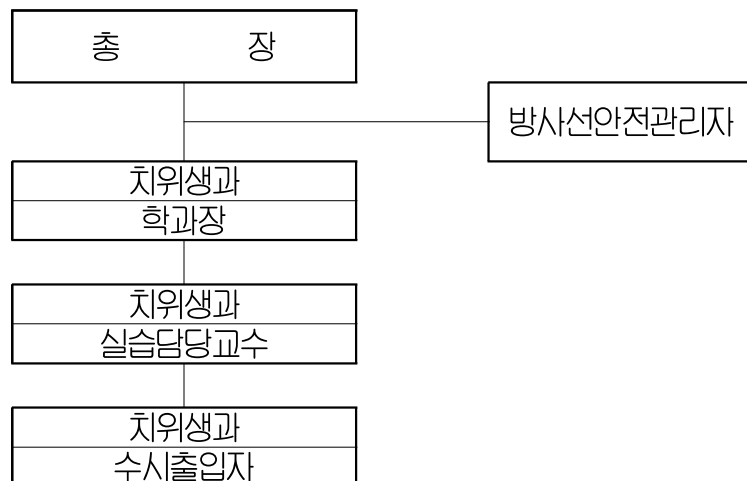 총 장
방사선안전관리자
치위생과
학과장
치위생과
실습담당교수
치위생과
수시출입자